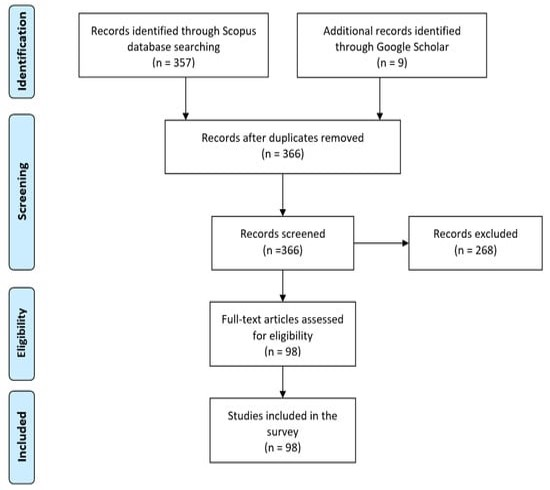 Identification
Records identified through Scopus
database searching
(n = 357)
Additional records identified
through Google Scholar
(n = 9)
Screening
Records after duplicates removed
(n = 366)
Records screened
(n =366)
Records excluded
(n = 268)
Eligibility
Full-text articles assessed
for eligibility
(n = 98)
Included
Studies included in the
survey
(n = 98)